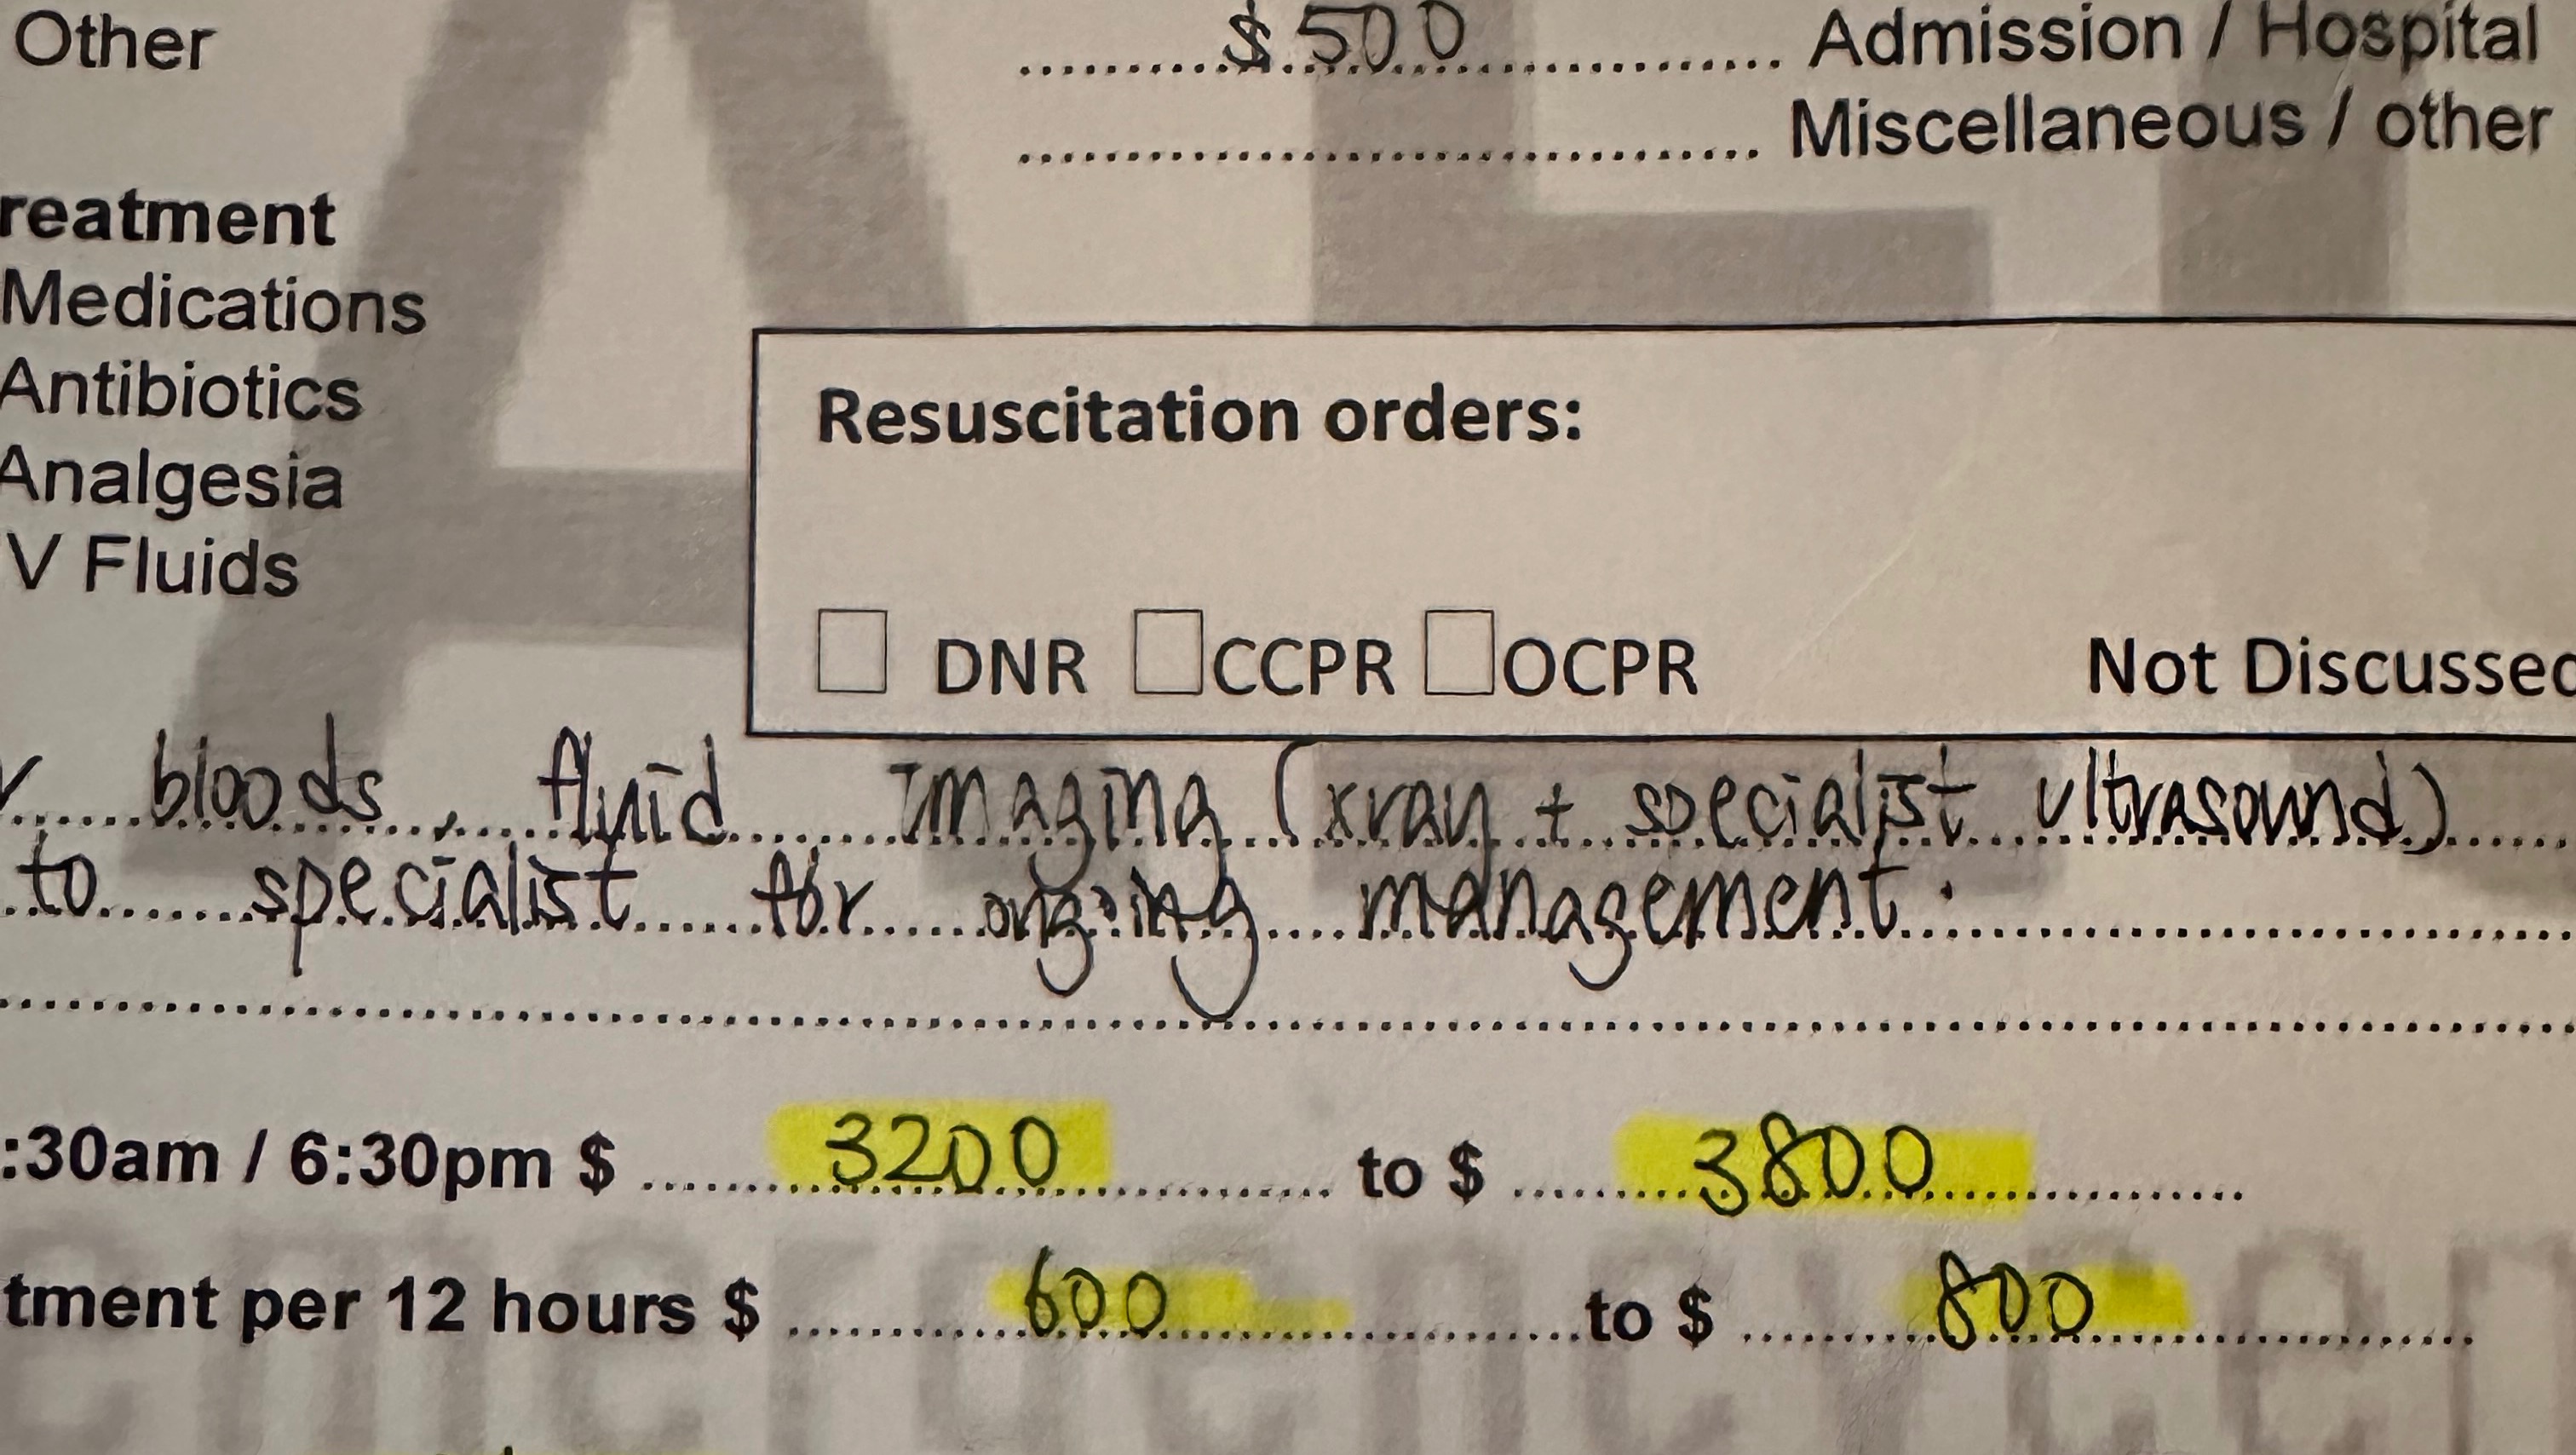 Other $500 Admission / Hospital
Miscellaneous / other
reatment
Medications
Antibiotics
Analgesia
V Fluids
Resuscitation orders:
DNR CCPR OCPR Not Discussed
bloods, fluid Imaging (xray + specialist ultrasound)
to specialist for ongoing management.
:30am / 6:30pm $ 3200 to $ 3800
tment per 12 hours $ 600 to $ 800